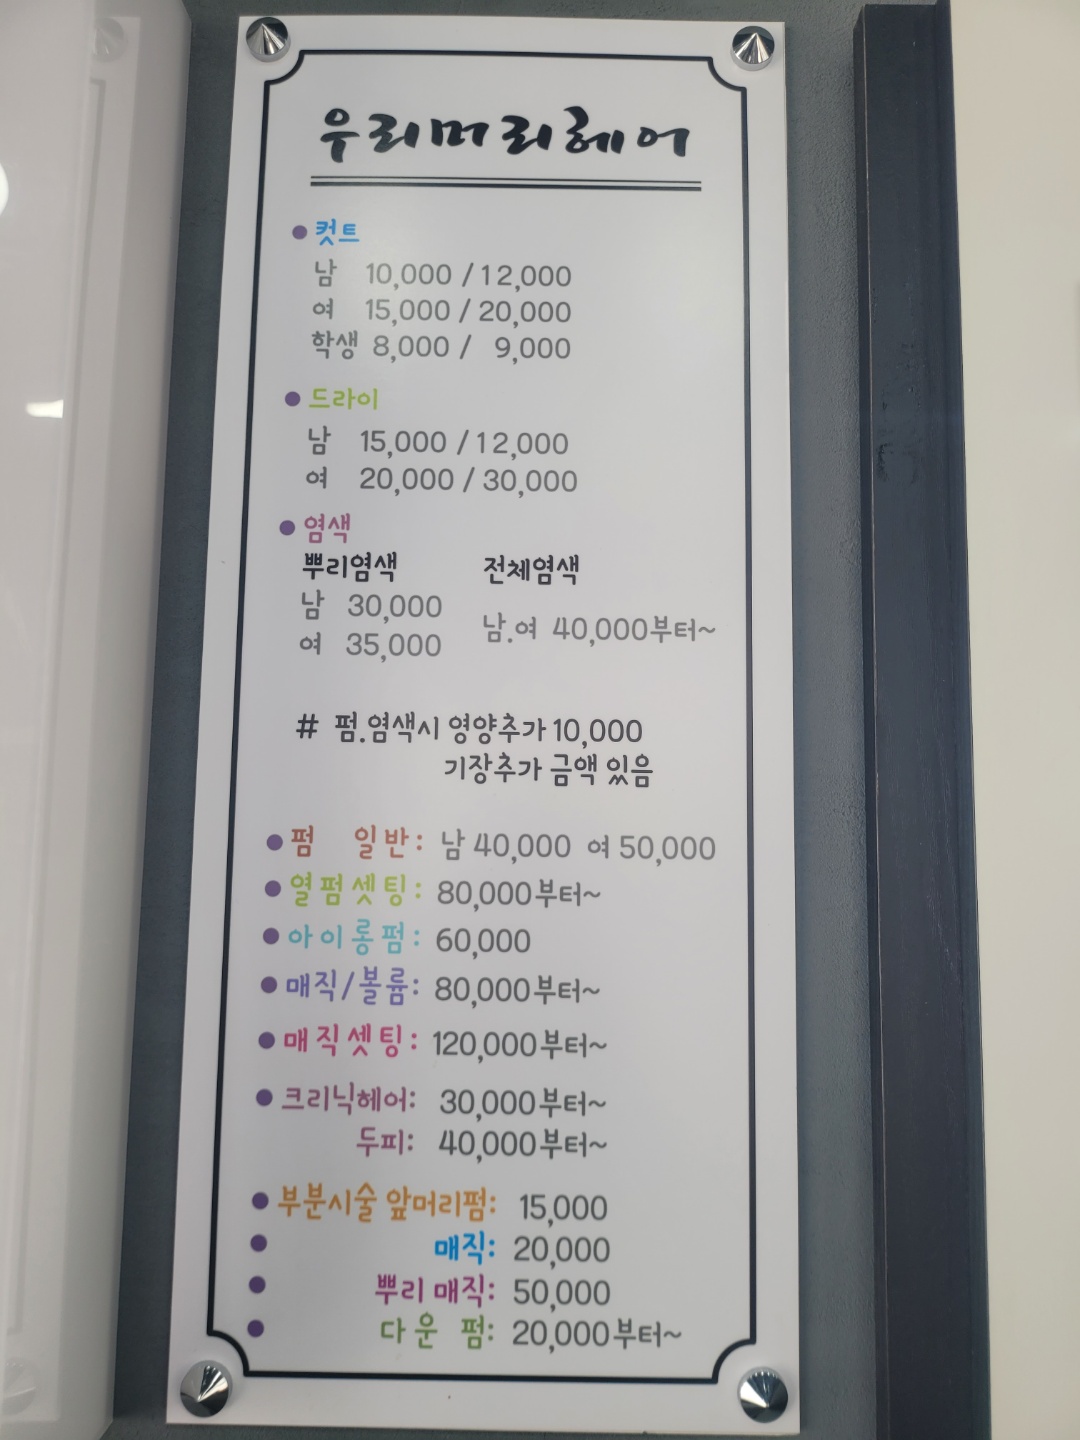 우리머리헤어
컷트
남 10,000 / 12,000
여 15,000 / 20,000
학생 8,000 / 9,000
드라이
남 15,000 / 12,000
여 20,000 / 30,000
염색
뿌리염색 전체염색
남 30,000
남.여 40,000부터~
여 35,000
# 펌.염색시 영양추가 10,000
기장추가 금액 있음
펌 일반: 남 40,000 여 50,000
열펌셋팅: 80,000부터~
아이롱펌: 60,000
매직/볼륨: 80,000부터~
매직셋팅: 120,000부터~
크리닉헤어: 30,000부터~
두피: 40,000부터~
부분시술 앞머리펌: 15,000
매직: 20,000
뿌리 매직: 50,000
다운 펌: 20,000부터~